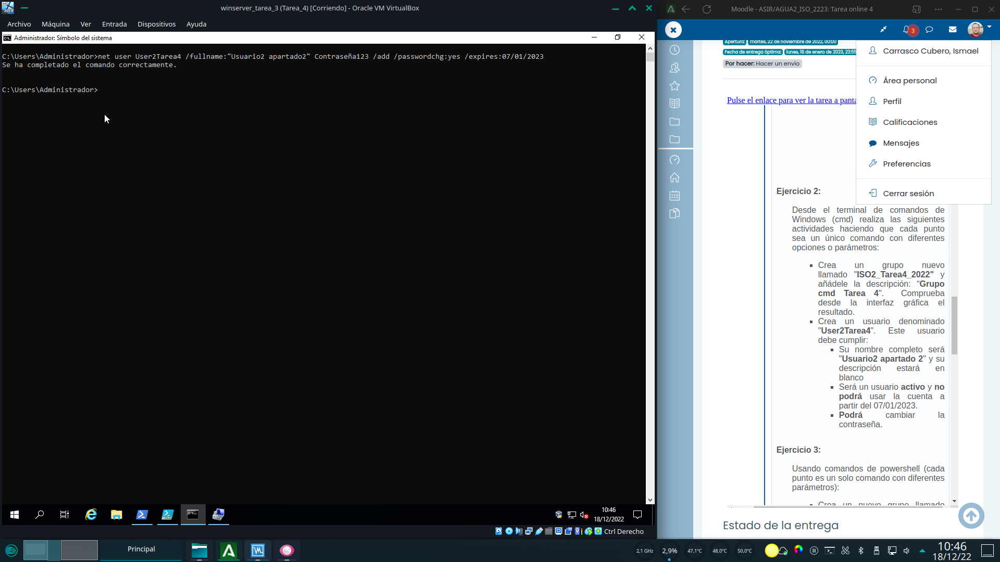 winserver_tarea_3 (Tarea_4) [Corriendo] - Oracle VM VirtualBox
Archivo Máquina Ver Entrada Dispositivos Ayuda
Administrador: Símbolo del sistema
C:\Users\Administrador>net user User2Tarea4 /fullname:"Usuario2 apartado2" Contraseña123 /add /passwordchg:yes /expires:07/01/2023
Se ha completado el comando correctamente.
C:\Users\Administrador>
10:46
18/12/2022
Ctrl Derecho
Moodle - ASIR/AGUA2_ISO_2223: Tarea online 4
3
Apertura: martes, 22 de noviembre de 2022, 00:00
Fecha de entrega óptima: lunes, 16 de enero de 2023, 23:55
Por hacer: Hacer un envío
Pulse el enlace para ver la tarea a panta
Carrasco Cubero, Ismael
Área personal
Perfil
Calificaciones
Mensajes
Preferencias
Cerrar sesión
Ejercicio 2:
Desde el terminal de comandos de
Windows (cmd) realiza las siguientes
actividades haciendo que cada punto
sea un único comando con diferentes
opciones o parámetros:
Crea un grupo nuevo
llamado "ISO2_Tarea4_2022" y
añádele la descripción: “Grupo
cmd Tarea 4". Comprueba
desde la interfaz gráfica el
resultado.
Crea un usuario denominado
"User2Tarea4". Este usuario
debe cumplir:
Su nombre completo será
"Usuario2 apartado 2" y su
descripción estará en
blanco
Será un usuario activo y no
podrá usar la cuenta a
partir del 07/01/2023.
Podrá cambiar la
contraseña.
Ejercicio 3:
Usando comandos de powershell (cada
punto es un solo comando con diferentes
parámetros):
Crea un nuevo grupo llamado
Estado de la entrega
Principal
2,1 GHz
2,9%
47,1°C
48,0°C
50,0°C
10:46
18/12/22